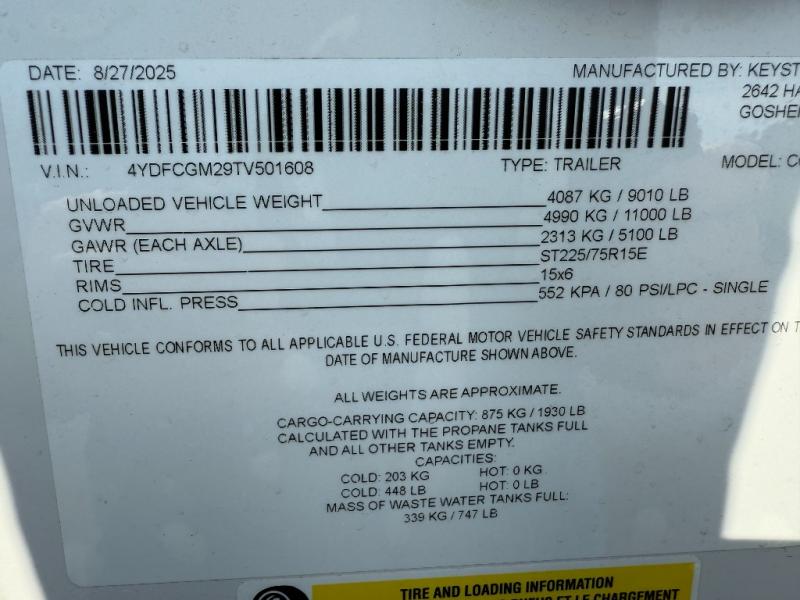 DATE: 8/27/2025 MANUFACTURED BY: KEYST
2642 HA
GOSHE
V.I.N.: 4YDFCGM29TV501608 TYPE: TRAILER MODEL: C
UNLOADED VEHICLE WEIGHT 4087 KG / 9010 LB
GVWR 4990 KG / 11000 LB
GAWR (EACH AXLE) 2313 KG / 5100 LB
TIRE ST225/75R15E
RIMS 15x6
COLD INFL. PRESS 552 KPA / 80 PSI/LPC - SINGLE
THIS VEHICLE CONFORMS TO ALL APPLICABLE U.S. FEDERAL MOTOR VEHICLE SAFETY STANDARDS IN EFFECT ON T
DATE OF MANUFACTURE SHOWN ABOVE.
ALL WEIGHTS ARE APPROXIMATE.
CARGO-CARRYING CAPACITY: 875 KG / 1930 LB
CALCULATED WITH THE PROPANE TANKS FULL
AND ALL OTHER TANKS EMPTY.
CAPACITIES:
COLD: 203 KG HOT: 0 KG
COLD: 448 LB HOT: 0 LB
MASS OF WASTE WATER TANKS FULL:
339 KG / 747 LB
TIRE AND LOADING INFORMATION
ET LE CHARGEMENT